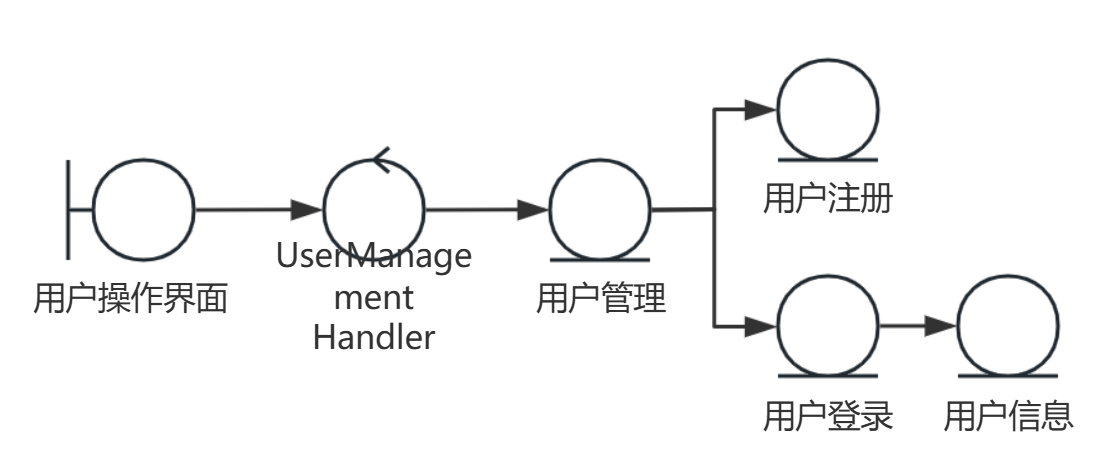 用户操作界面
UserManage
ment
Handler
用户管理
用户注册
用户登录
用户信息